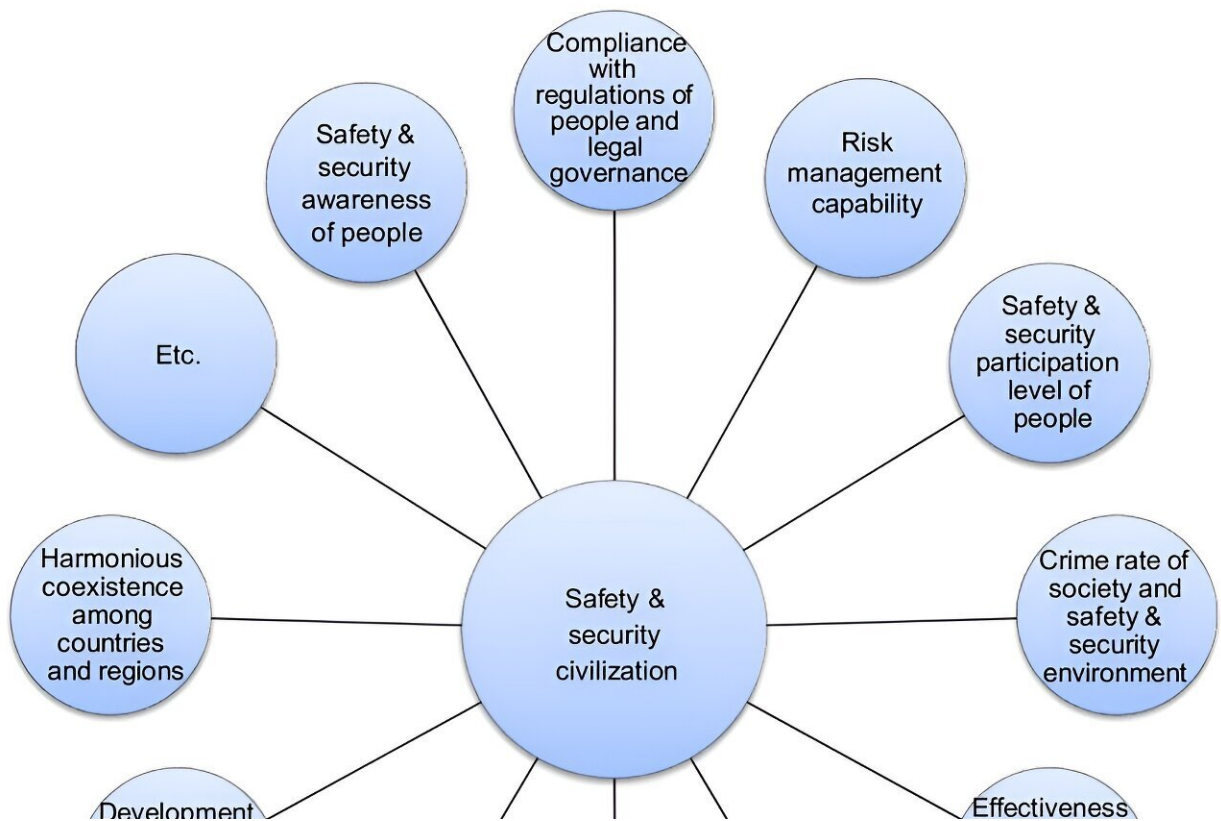 Compliance
with
regulations of
people and
legal
governance
Safety &
security
awareness
of people
Risk
management
capability
Etc.
Safety &
security
participation
level of
people
Harmonious
coexistence
among
countries
and regions
Safety &
security
civilization
Crime rate of
society and
safety &
security
environment
Development
Effectiveness